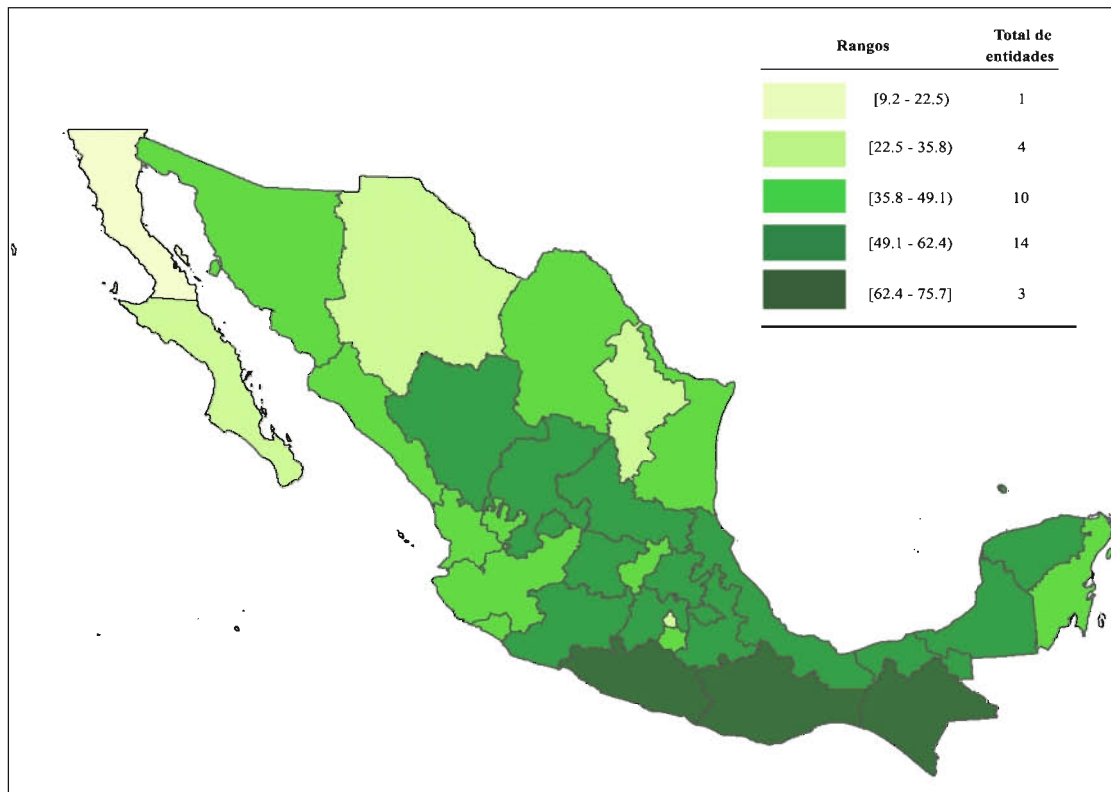 Rangos Total de
entidades
[9.2 - 22.5) 1
[22.5 - 35.8) 4
[35.8 - 49.1) 10
[49.1 - 62.4) 14
[62.4 - 75.7] 3